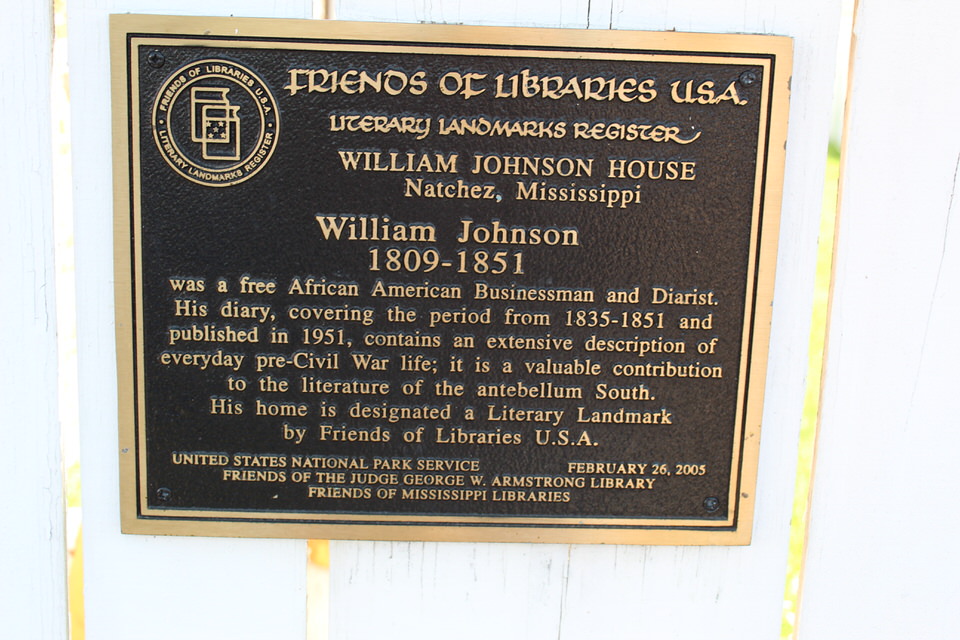 FRIENDS OF LIBRARIES U.S.A.
LITERARY LANDMARKS REGISTER
FRIENDS OF LIBRARIES U.S.A.
LITERARY LANDMARKS REGISTER
WILLIAM JOHNSON HOUSE
Natchez, Mississippi
William Johnson
1809-1851
was a free African American Businessman and Diarist.
His diary, covering the period from 1835-1851 and
published in 1951, contains an extensive description of
everyday pre-Civil War life; it is a valuable contribution
to the literature of the antebellum South.
His home is designated a Literary Landmark
by Friends of Libraries U.S.A.
UNITED STATES NATIONAL PARK SERVICE FEBRUARY 26, 2005
FRIENDS OF THE JUDGE GEORGE W. ARMSTRONG LIBRARY
FRIENDS OF MISSISSIPPI LIBRARIES